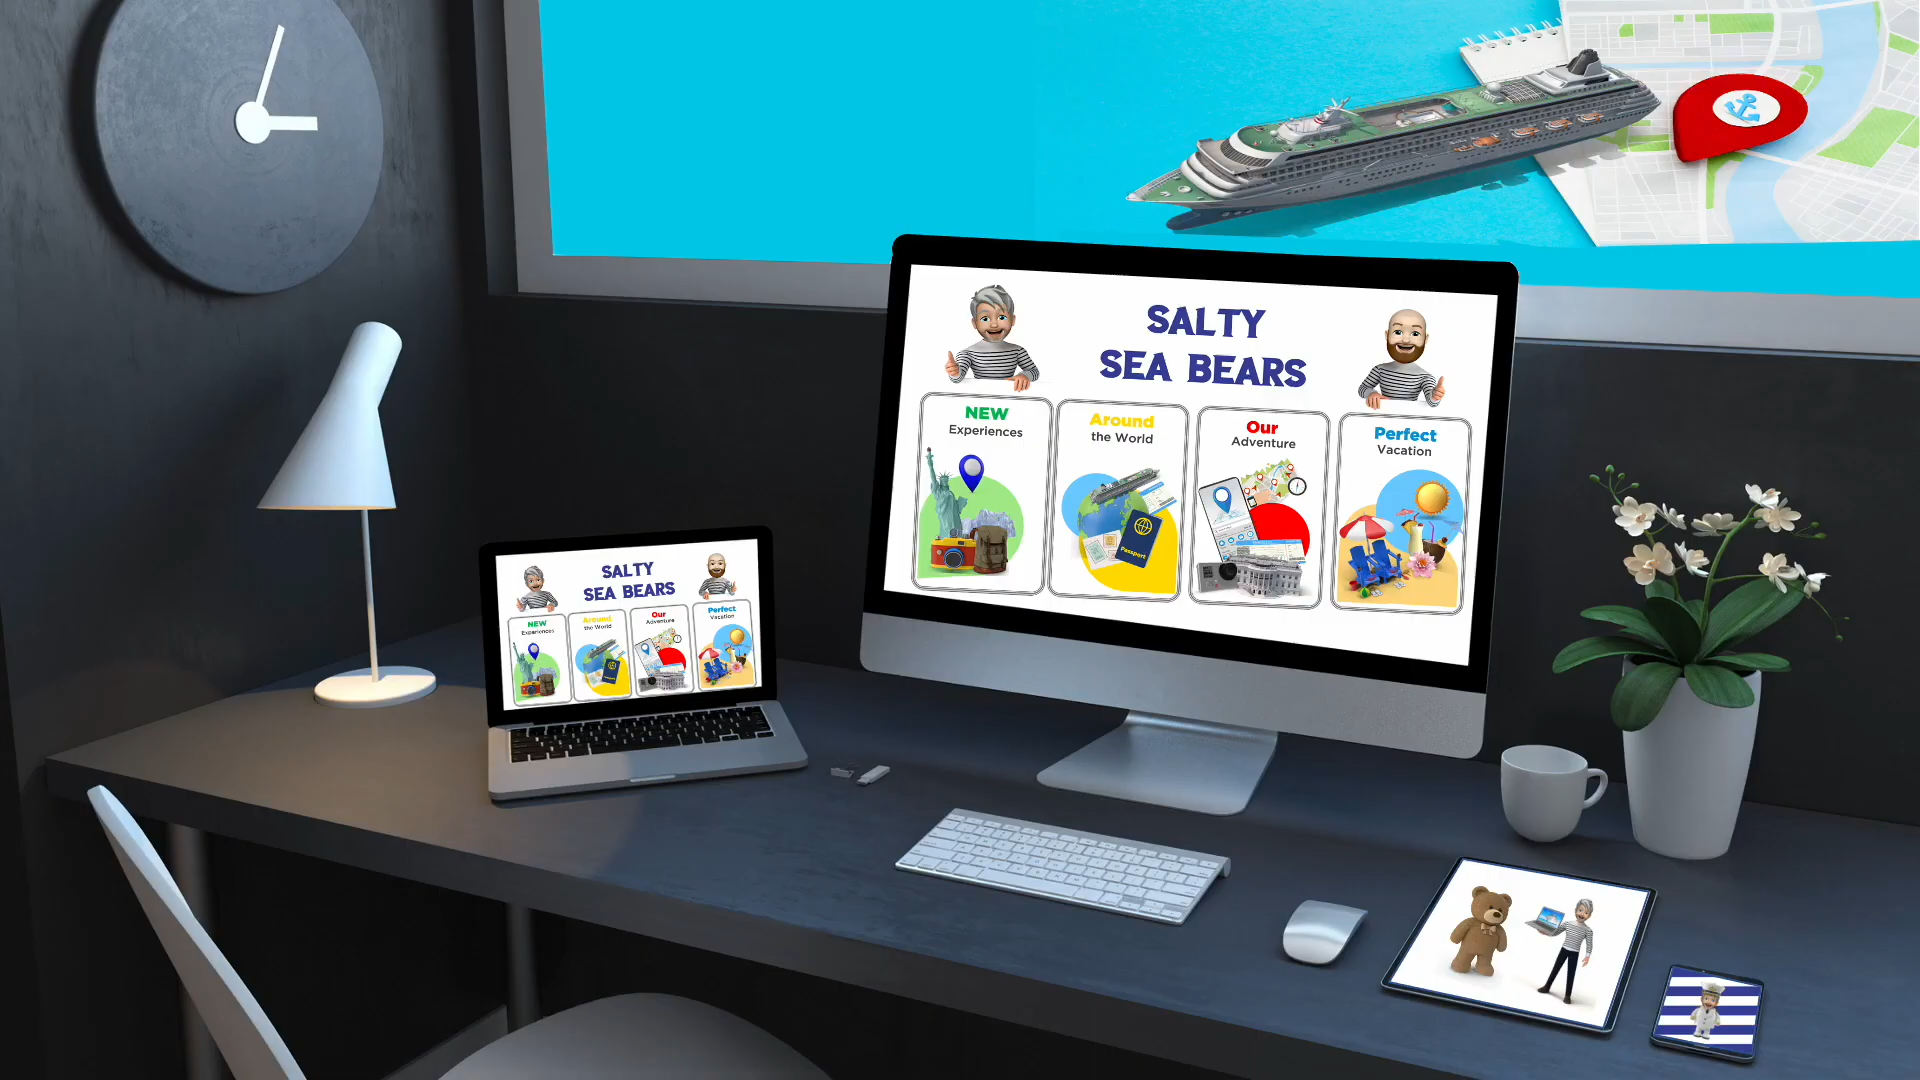 SALTY
SEA BEARS
NEW
Experiences
Around
the World
Our
Adventure
Perfect
Vacation
Passport
SALTY
SEA BEARS
NEW
Experiences
Around
the World
Our
Adventure
Perfect
Vacation